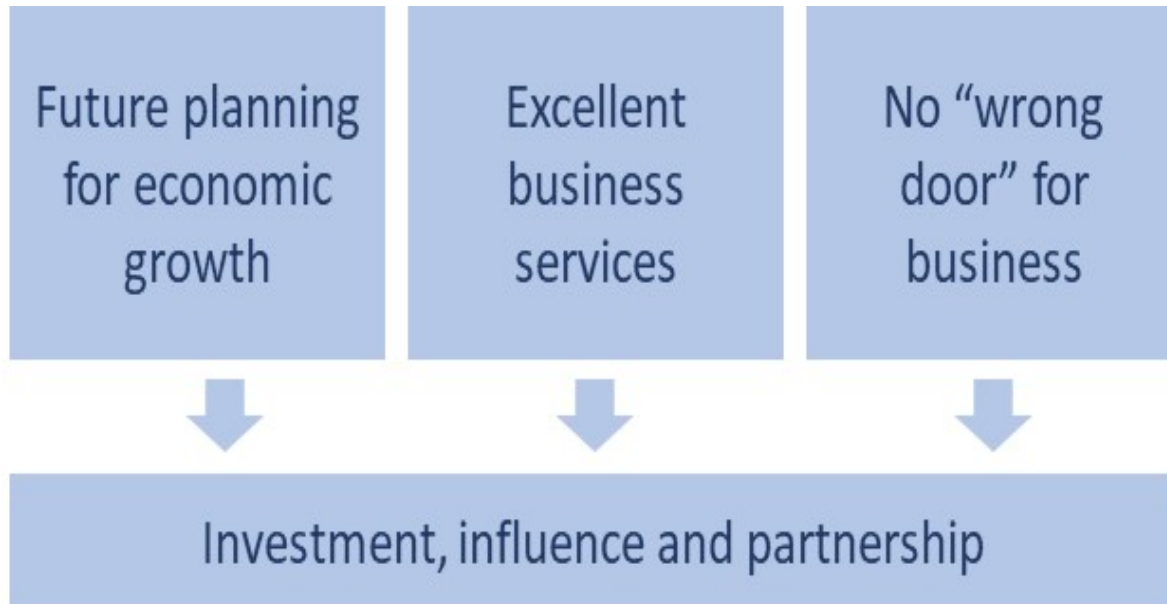 Future planning
for economic
growth
Excellent
business
services
No “wrong
door” for
business
Investment, influence and partnership